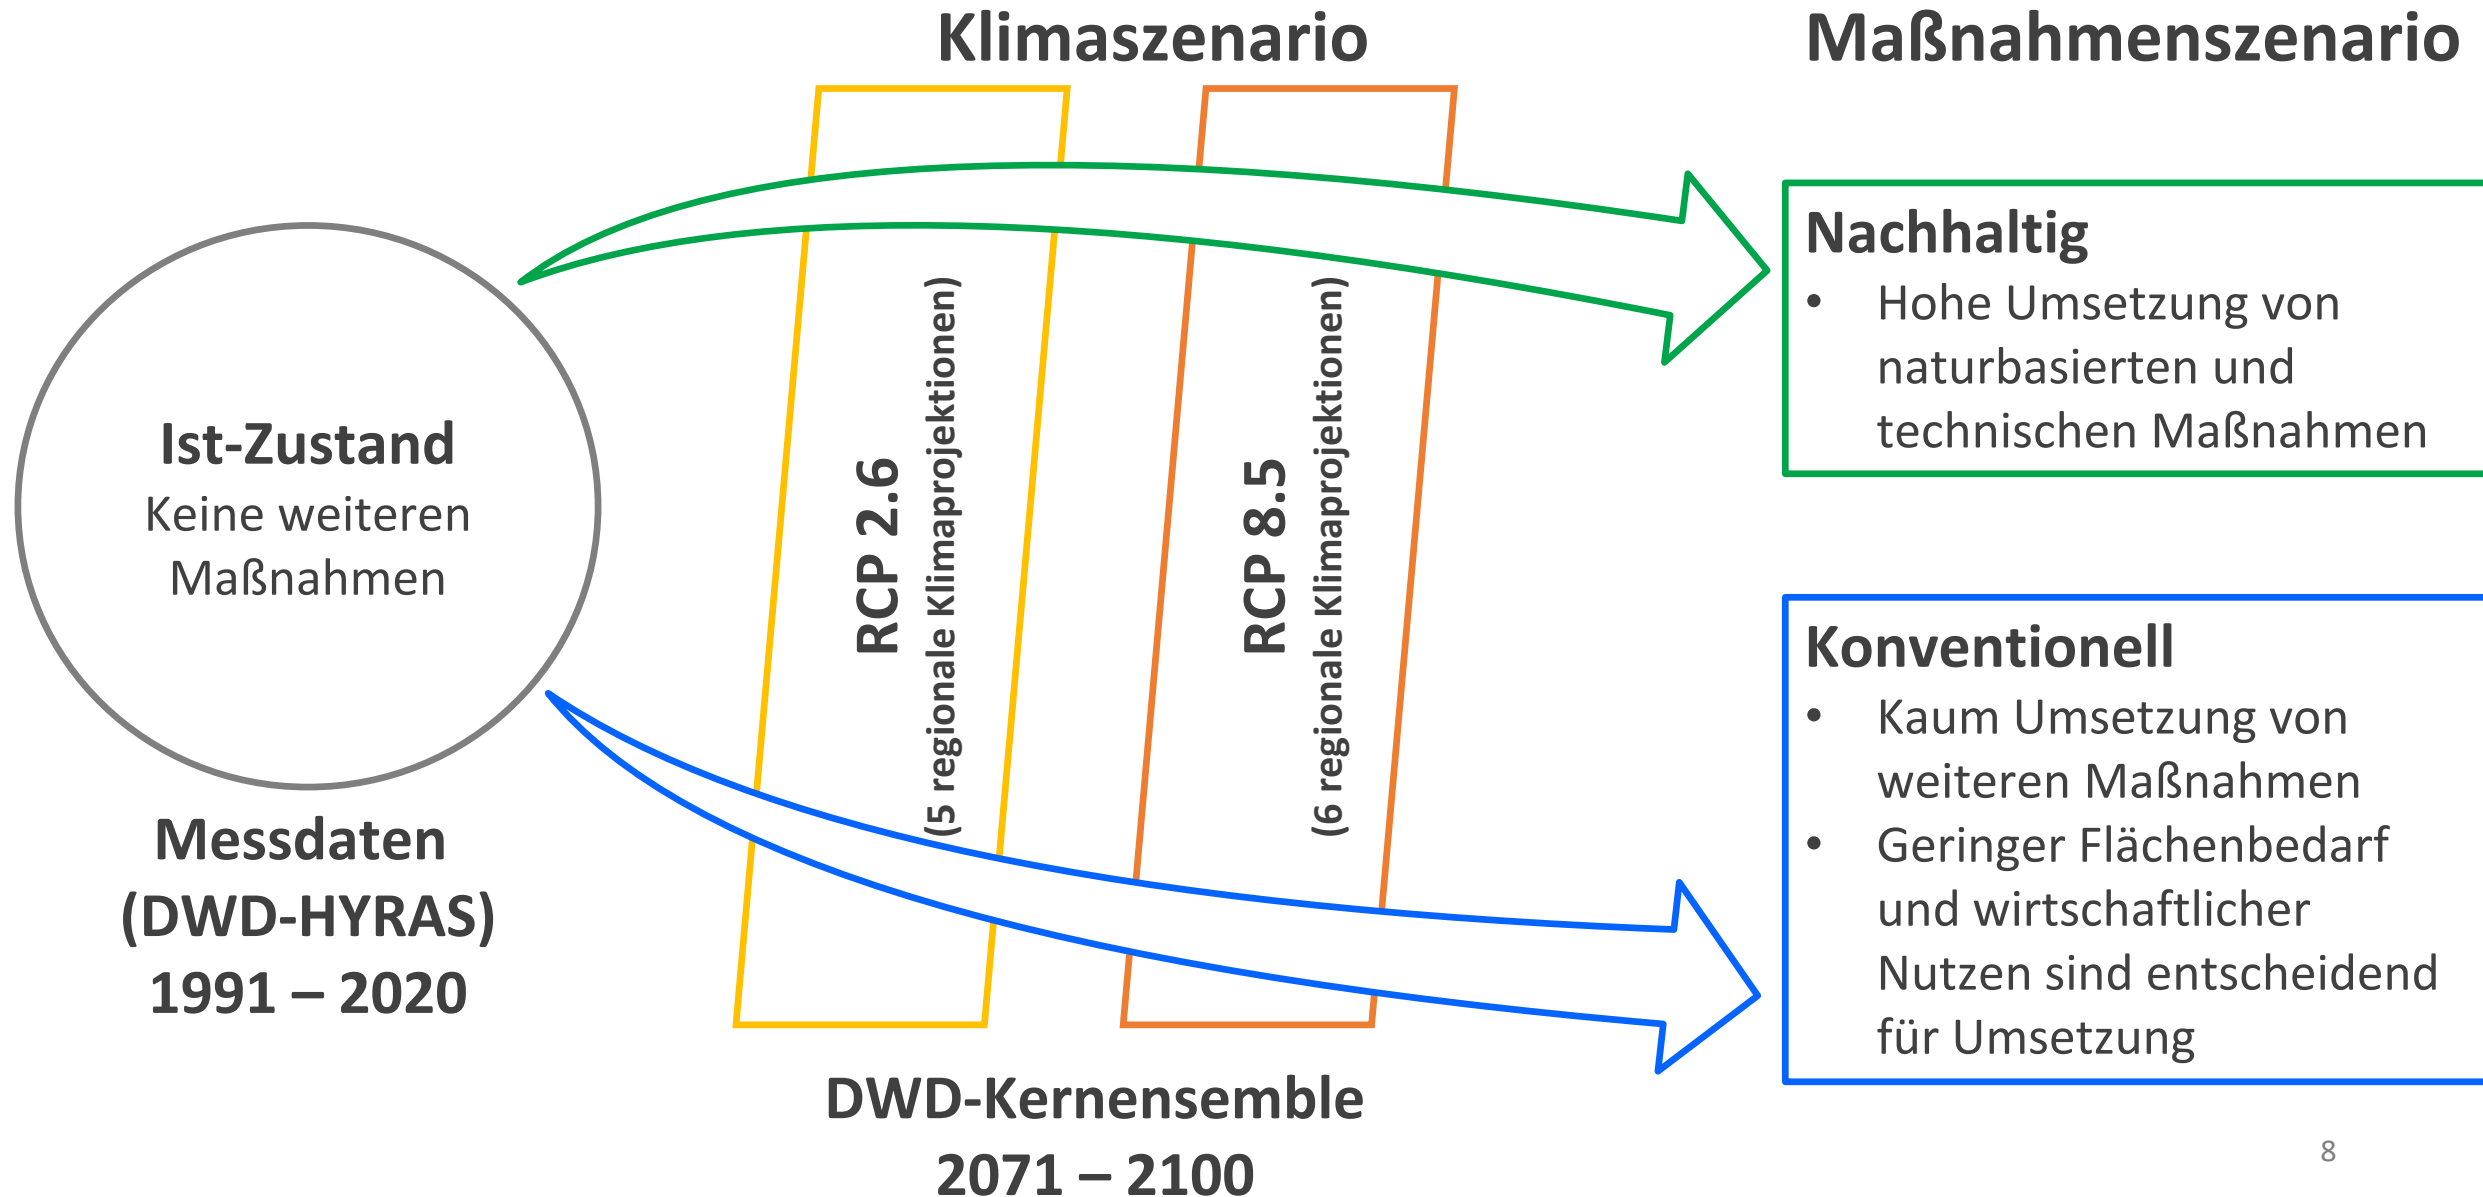 Klimaszenario
Maßnahmenszenario
Ist-Zustand
Keine weiteren
Maßnahmen
Messdaten
(DWD-HYRAS)
1991 – 2020
RCP 2.6
(5 regionale Klimaprojektionen)
RCP 8.5
(6 regionale Klimaprojektionen)
DWD-Kernensemble
2071 – 2100
Nachhaltig
• Hohe Umsetzung von
naturbasierten und
technischen Maßnahmen
Konventionell
• Kaum Umsetzung von
weiteren Maßnahmen
• Geringer Flächenbedarf
und wirtschaftlicher
Nutzen sind entscheidend
für Umsetzung
8